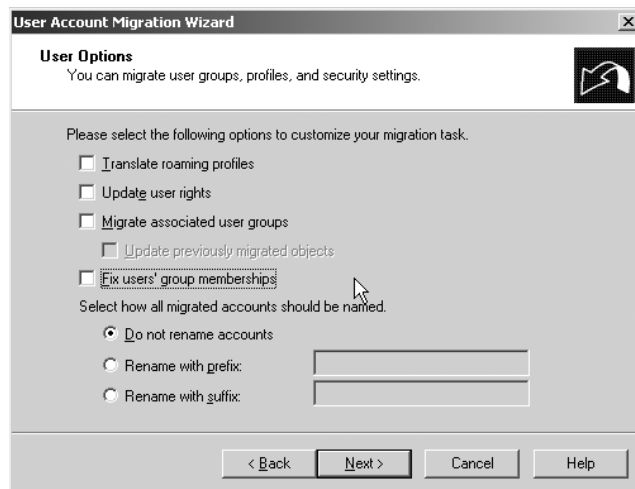 User Account Migration Wizard
User Options
You can migrate user groups, profiles, and security settings.
Please select the following options to customize your migration task.
Translate roaming profiles
Update user rights
Migrate associated user groups
Update previously migrated objects
Fix users' group memberships
Select how all migrated accounts should be named.
Do not rename accounts
Rename with prefix:
Rename with suffix:
< Back Next > Cancel Help